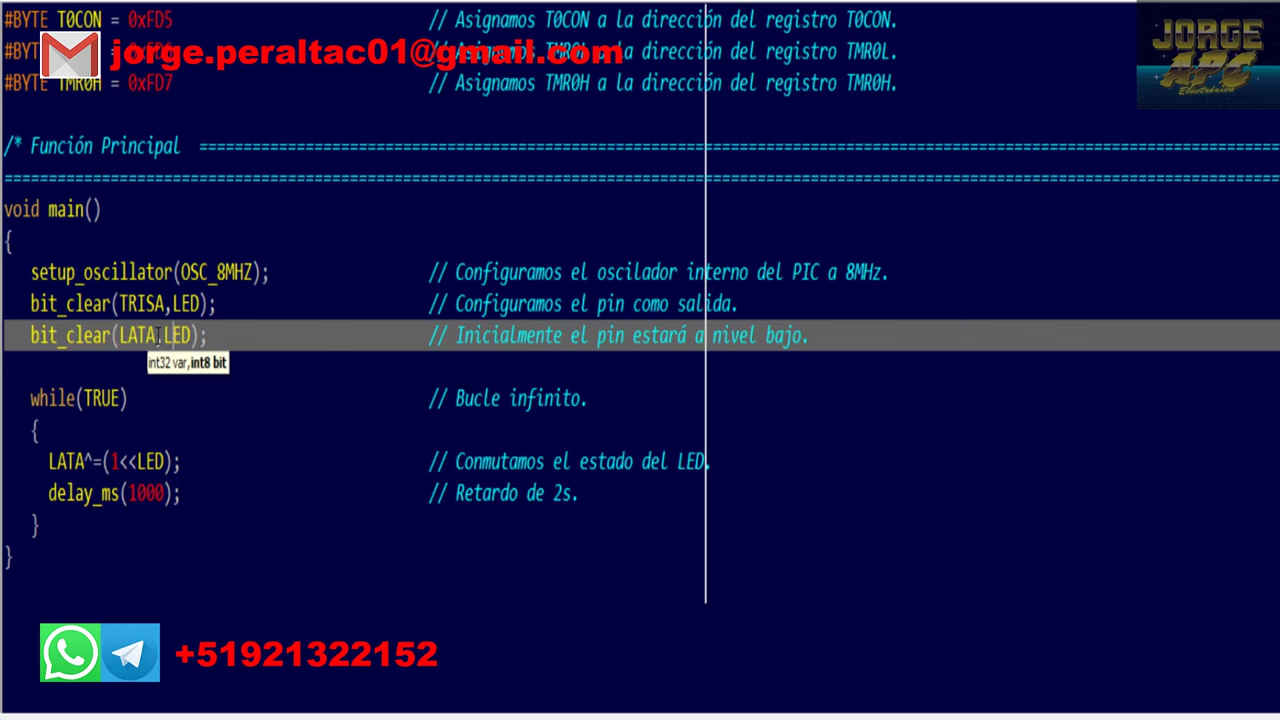 #BYTE T0CON = 0xFD5 // Asignamos T0CON a la dirección del registro T0CON.
#BYTE // Asignamos TMR0L a la dirección del registro TMR0L.
jorge.peraltac01@gmail.com
#BYTE TMR0H = 0xFD7 // Asignamos TMR0H a la dirección del registro TMR0H.
JORGE
APC
Electrónica
/* Función Principal ================================================
================================================
void main()
{
setup_oscillator(OSC_8MHZ); // Configuramos el oscilador interno del PIC a 8MHz.
bit_clear(TRISA,LED); // Configuramos el pin como salida.
bit_clear(LATA,LED); // Inicialmente el pin estará a nivel bajo.
int32 var,int8 bit
while(TRUE) // Bucle infinito.
{
LATA^=(1<<LED); // Conmutamos el estado del LED.
delay_ms(1000); // Retardo de 2s.
}
}
+51921322152